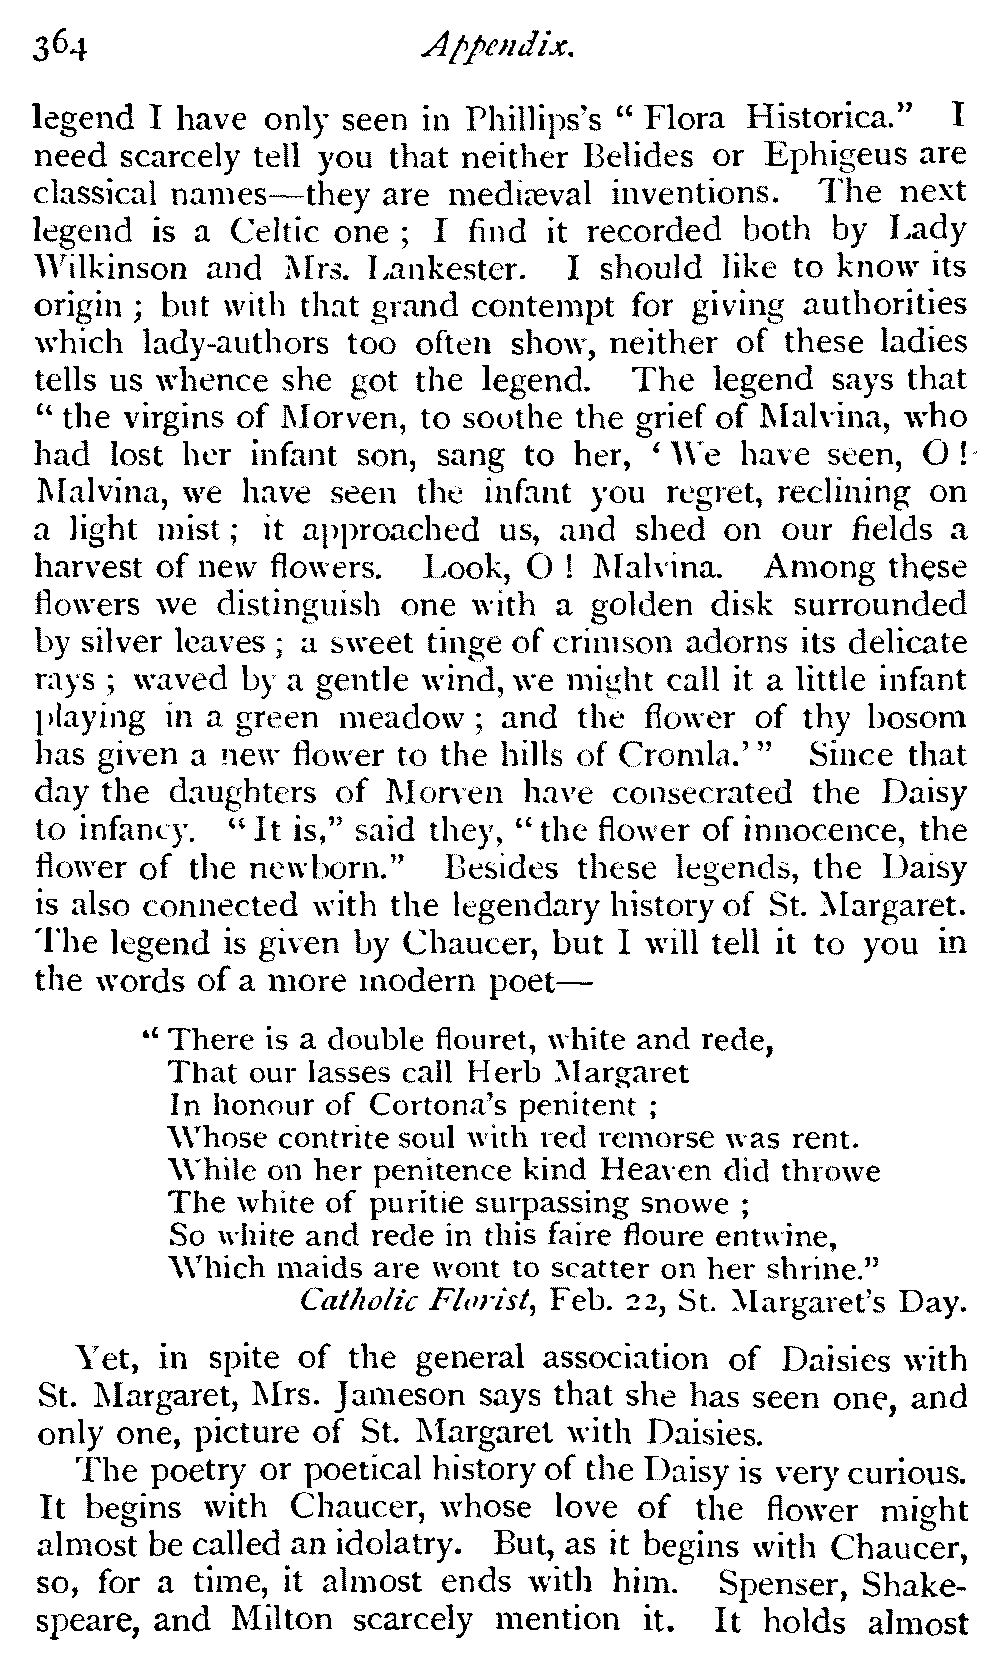 364 Appendix.
legend I have only seen in Phillips's “ Flora Historica.” I
need scarcely tell you that neither Belides or Ephigeus are
classical names—they are mediæval inventions. The next
legend is a Celtic one ; I find it recorded both by Lady
Wilkinson and Mrs. Lankester. I should like to know its
origin ; but with that grand contempt for giving authorities
which lady-authors too often show, neither of these ladies
tells us whence she got the legend. The legend says that
“ the virgins of Morven, to soothe the grief of Malvina, who
had lost her infant son, sang to her, ‘ We have seen, O !
Malvina, we have seen the infant you regret, reclining on
a light mist ; it approached us, and shed on our fields a
harvest of new flowers. Look, O ! Malvina. Among these
flowers we distinguish one with a golden disk surrounded
by silver leaves ; a sweet tinge of crimson adorns its delicate
rays ; waved by a gentle wind, we might call it a little infant
playing in a green meadow ; and the flower of thy bosom
has given a new flower to the hills of Cromla.’ ” Since that
day the daughters of Morven have consecrated the Daisy
to infancy. “ It is,” said they, “ the flower of innocence, the
flower of the newborn.” Besides these legends, the Daisy
is also connected with the legendary history of St. Margaret.
The legend is given by Chaucer, but I will tell it to you in
the words of a more modern poet—
“ There is a double flouret, white and rede,
That our lasses call Herb Margaret
In honour of Cortona's penitent ;
Whose contrite soul with red remorse was rent.
While on her penitence kind Heaven did throwe
The white of puritie surpassing snowe ;
So white and rede in this faire floure entwine,
Which maids are wont to scatter on her shrine.”
Catholic Florist, Feb. 22, St. Margaret's Day.
Yet, in spite of the general association of Daisies with
St. Margaret, Mrs. Jameson says that she has seen one, and
only one, picture of St. Margaret with Daisies.
The poetry or poetical history of the Daisy is very curious.
It begins with Chaucer, whose love of the flower might
almost be called an idolatry. But, as it begins with Chaucer,
so, for a time, it almost ends with him. Spenser, Shake-
speare, and Milton scarcely mention it. It holds almost